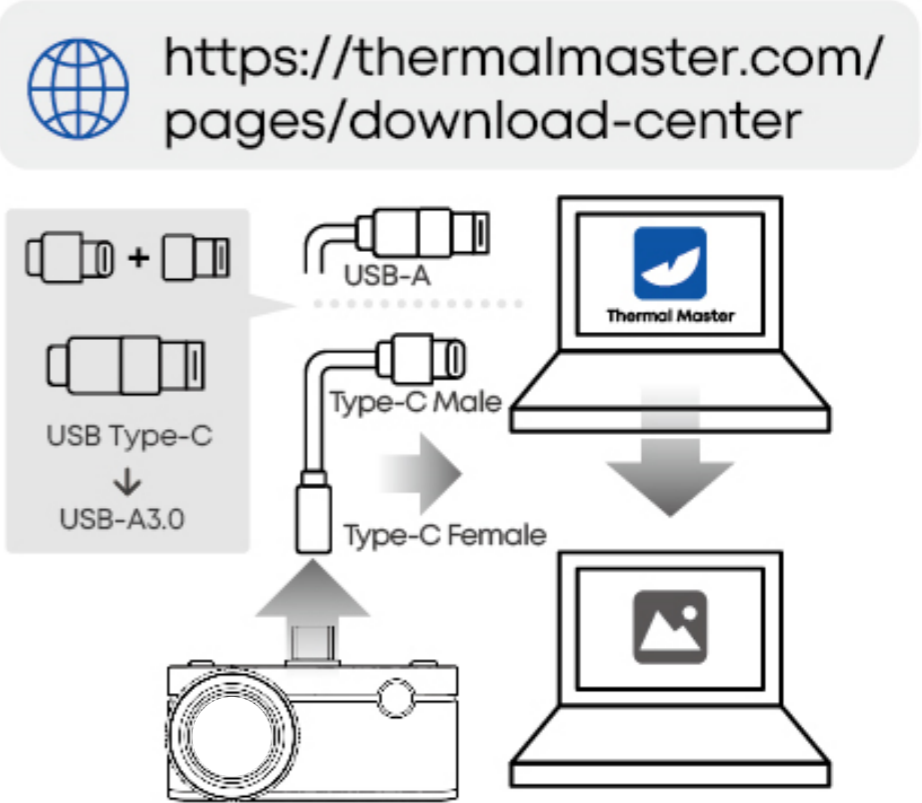 https://thermalmaster.com/
pages/download-center
+
USB Type-C
↓
USB-A3.0
USB-A
Type-C Male
Type-C Female
Thermal Master